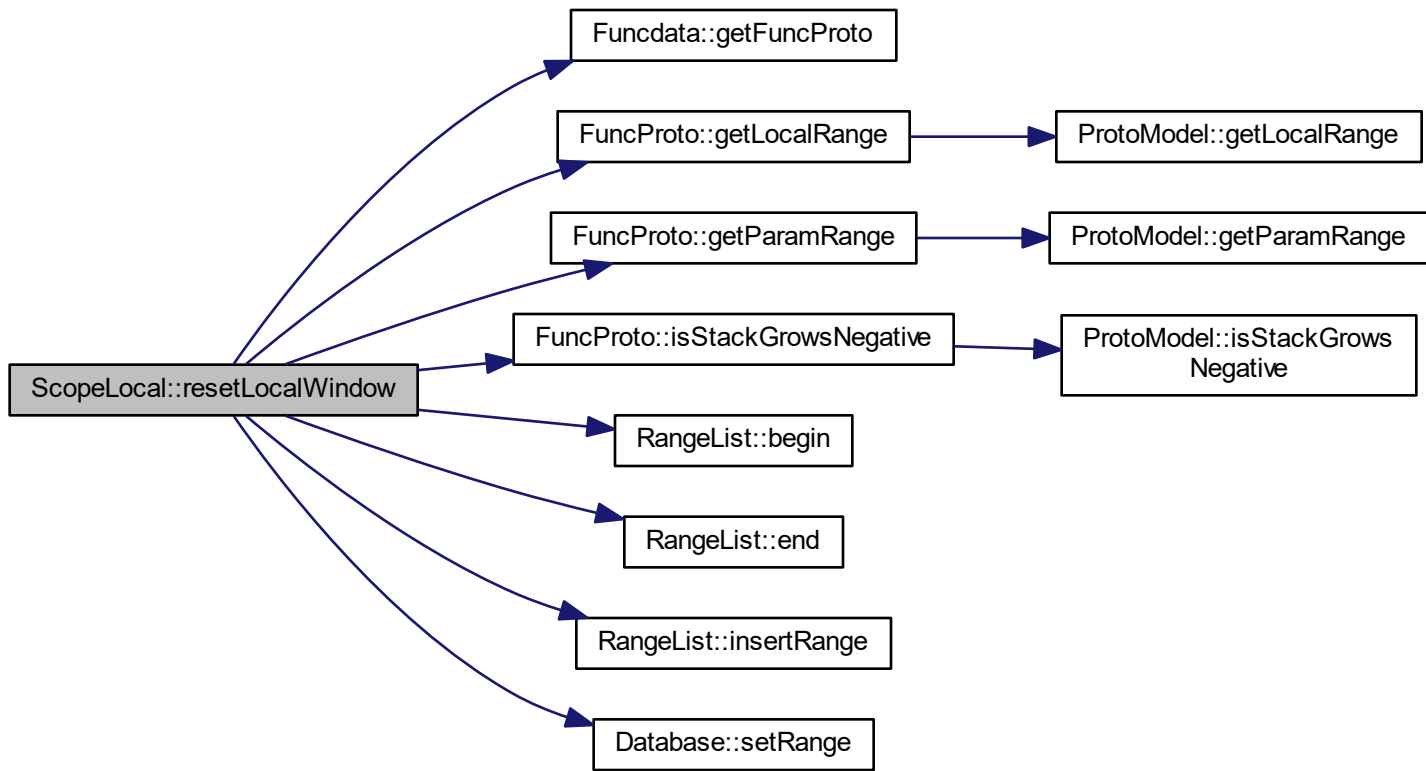 Funcdata::getFuncProto
FuncProto::getLocalRange
ProtoModel::getLocalRange
FuncProto::getParamRange
ProtoModel::getParamRange
FuncProto::isStackGrowsNegative
ProtoModel::isStackGrows
Negative
ScopeLocal::resetLocalWindow
RangeList::begin
RangeList::end
RangeList::insertRange
Database::setRange